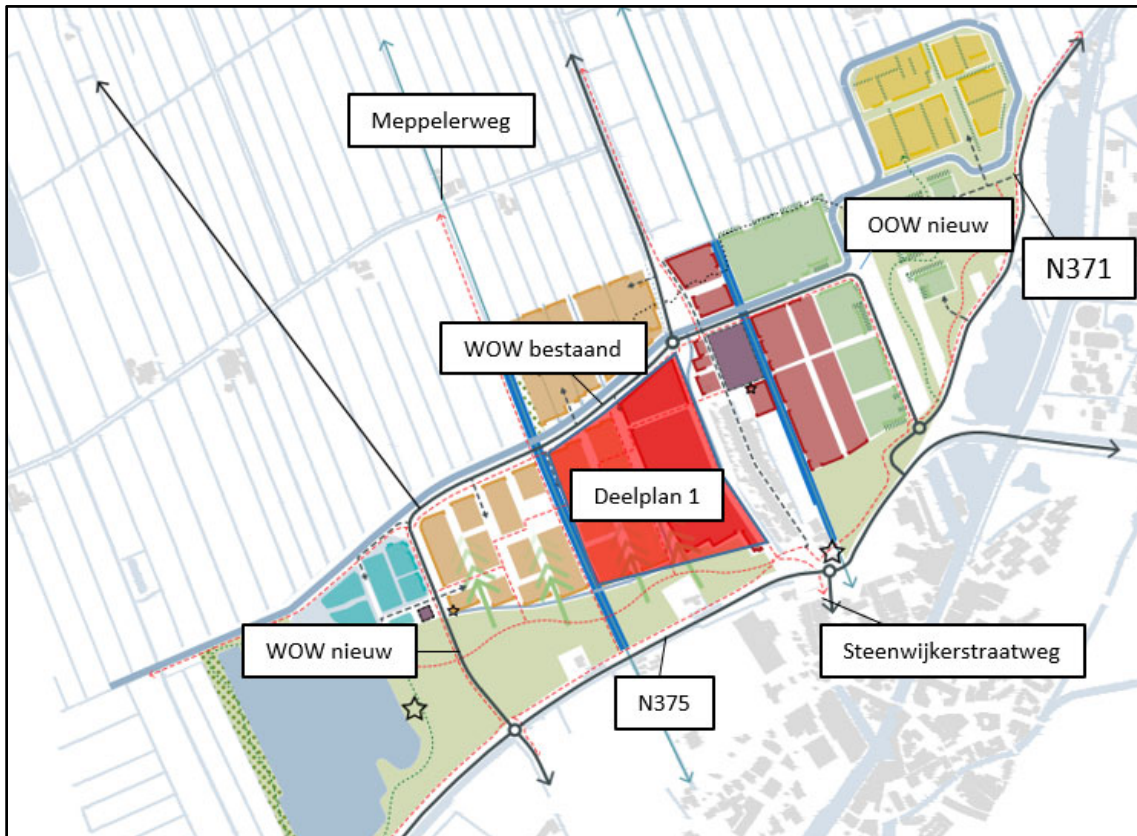 Meppelerweg
OOW nieuw
N371
WOW bestaand
Deelplan 1
WOW nieuw
Steenwijkerstraatweg
N375